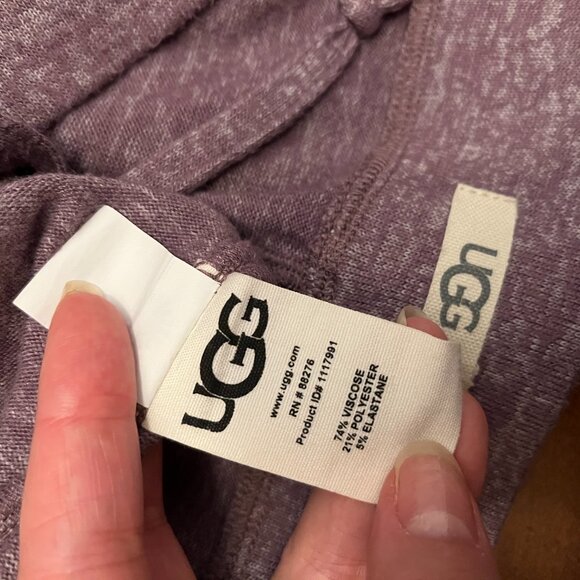 UGG
www.ugg.com
RN # 88276
Product ID# 1117991
74% VISCOSE
21% POLYESTER
5% ELASTANE
UGG